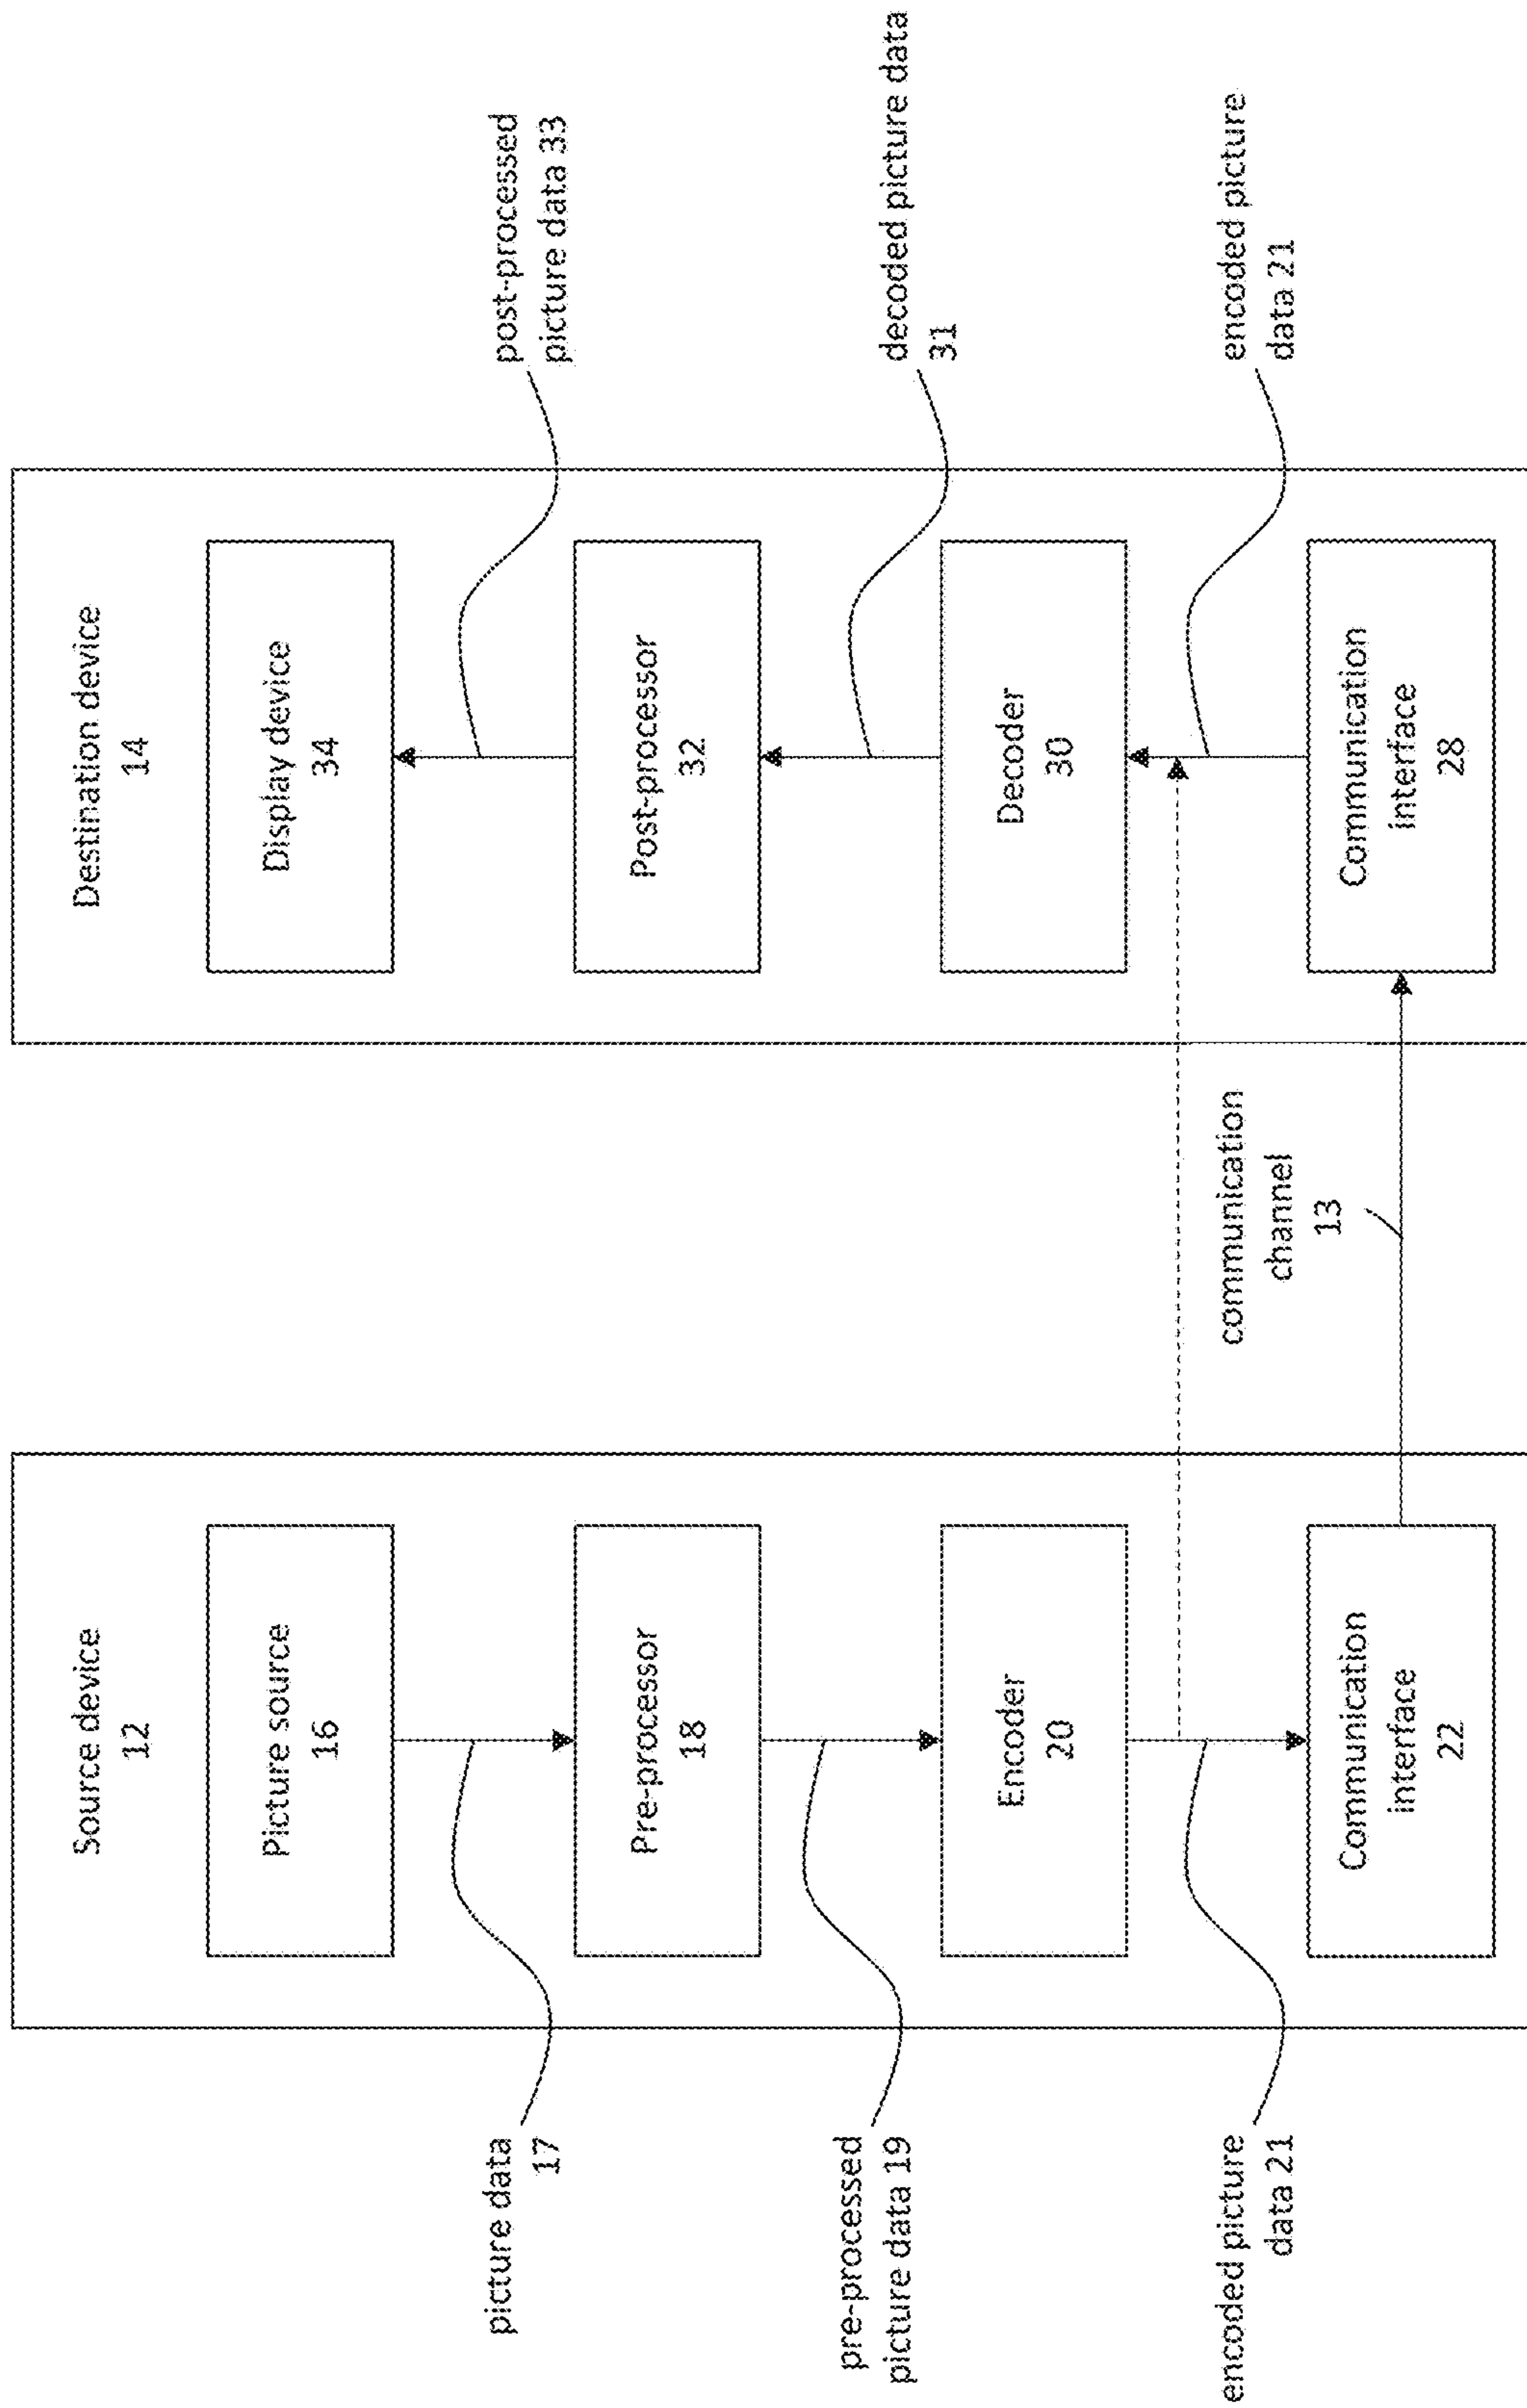 Source device
12
Picture source
16
picture data
17
Pre-processor
18
pre-processed
picture data 19
Encoder
20
encoded picture
data 21
Communication
interface
22
communication
channel
13
Destination device
14
Display device
34
post-processed
picture data 33
Post-processor
32
decoded picture data
31
Decoder
30
encoded picture
data 21
Communication
interface
28